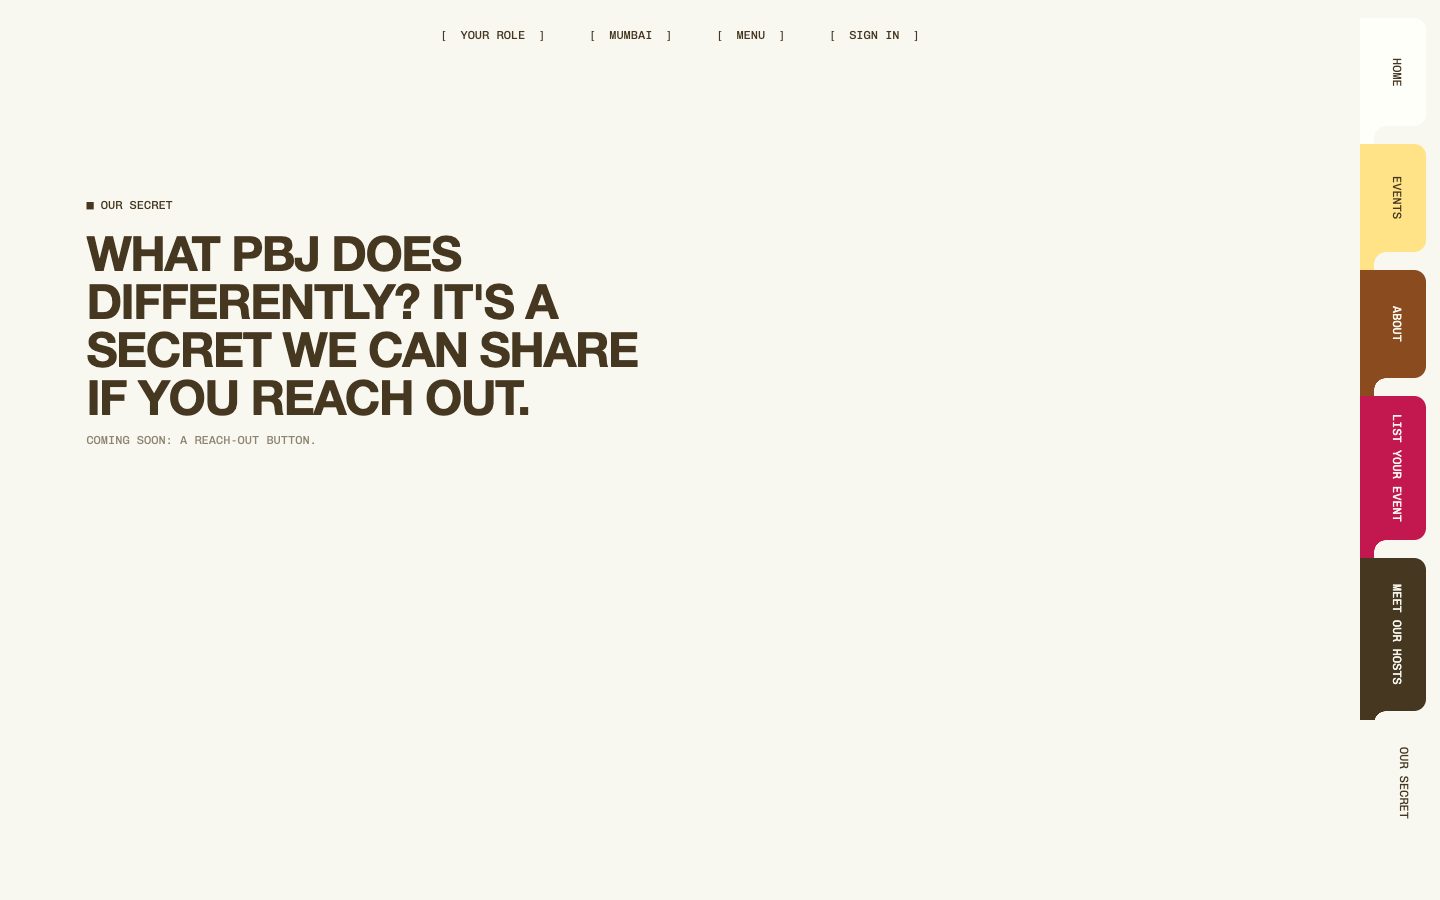 [ YOUR ROLE ] [ MUMBAI ] [ MENU ] [ SIGN IN ]
■ OUR SECRET
WHAT PBJ DOES
DIFFERENTLY? IT'S A
SECRET WE CAN SHARE
IF YOU REACH OUT.
COMING SOON: A REACH-OUT BUTTON.
HOME
EVENTS
ABOUT
LIST YOUR EVENT
MEET OUR HOSTS
OUR SECRET